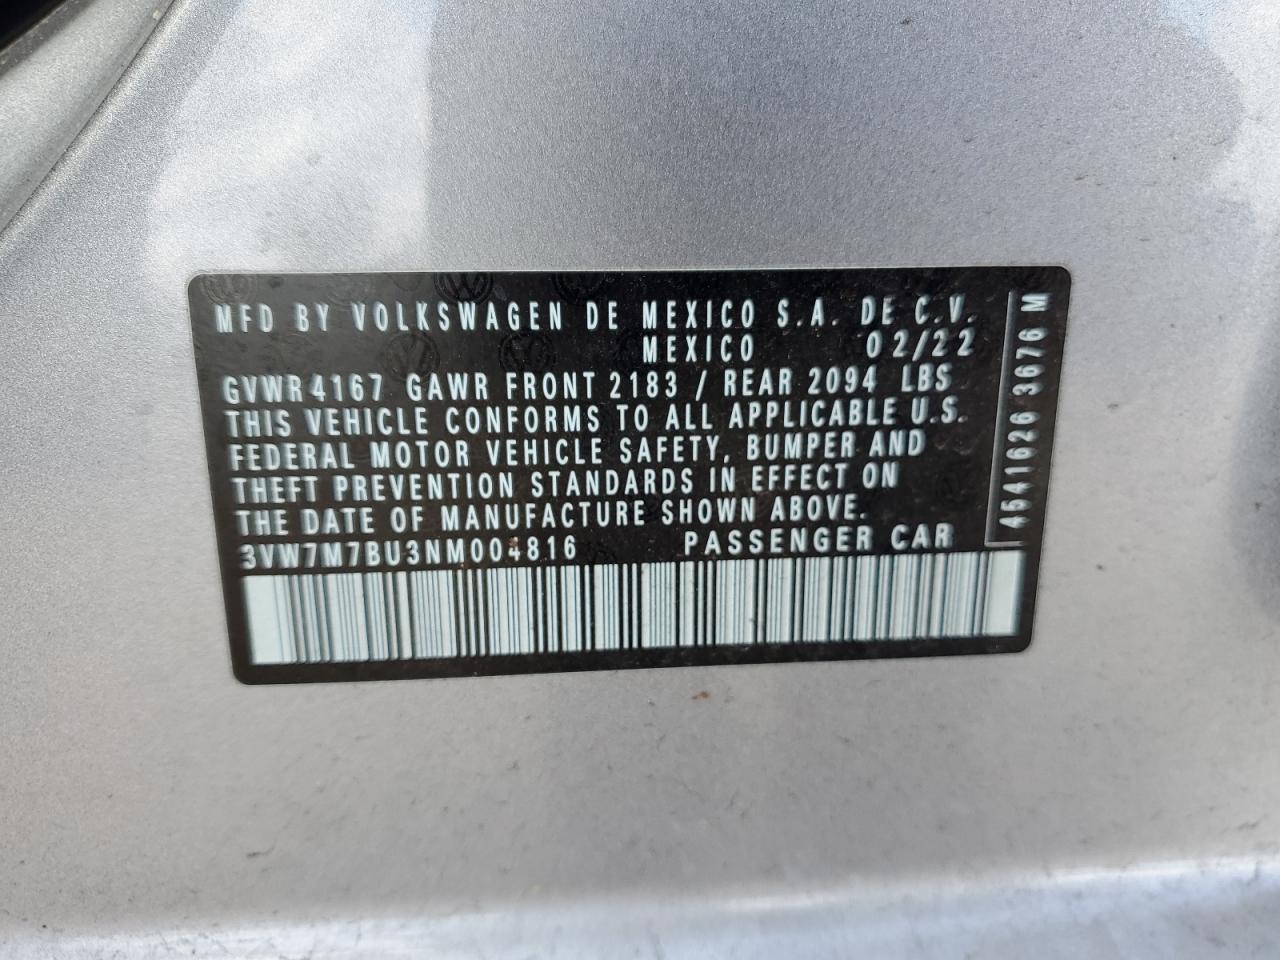 MFD BY VOLKSWAGEN DE MEXICO S.A. DE C.V.
MEXICO 02/22
GVWR 4167 GAWR FRONT 2183 / REAR 2094 LBS
THIS VEHICLE CONFORMS TO ALL APPLICABLE U.S.
FEDERAL MOTOR VEHICLE SAFETY, BUMPER AND
THEFT PREVENTION STANDARDS IN EFFECT ON
THE DATE OF MANUFACTURE SHOWN ABOVE.
3VW7M7BU3NM004816 PASSENGER CAR
4541626 3676 M